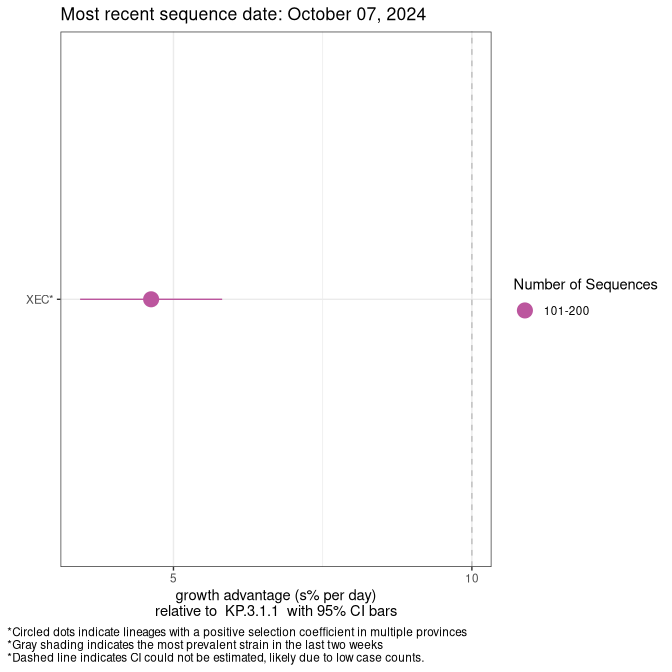 Most recent sequence date: October 07, 2024
XEC*
Number of Sequences
101-200
5
10
growth advantage (s% per day)
relative to  KP.3.1.1  with 95% CI bars
*Circled dots indicate lineages with a positive selection coefficient in multiple provinces
*Gray shading indicates the most prevalent strain in the last two weeks
*Dashed line indicates CI could not be estimated, likely due to low case counts.